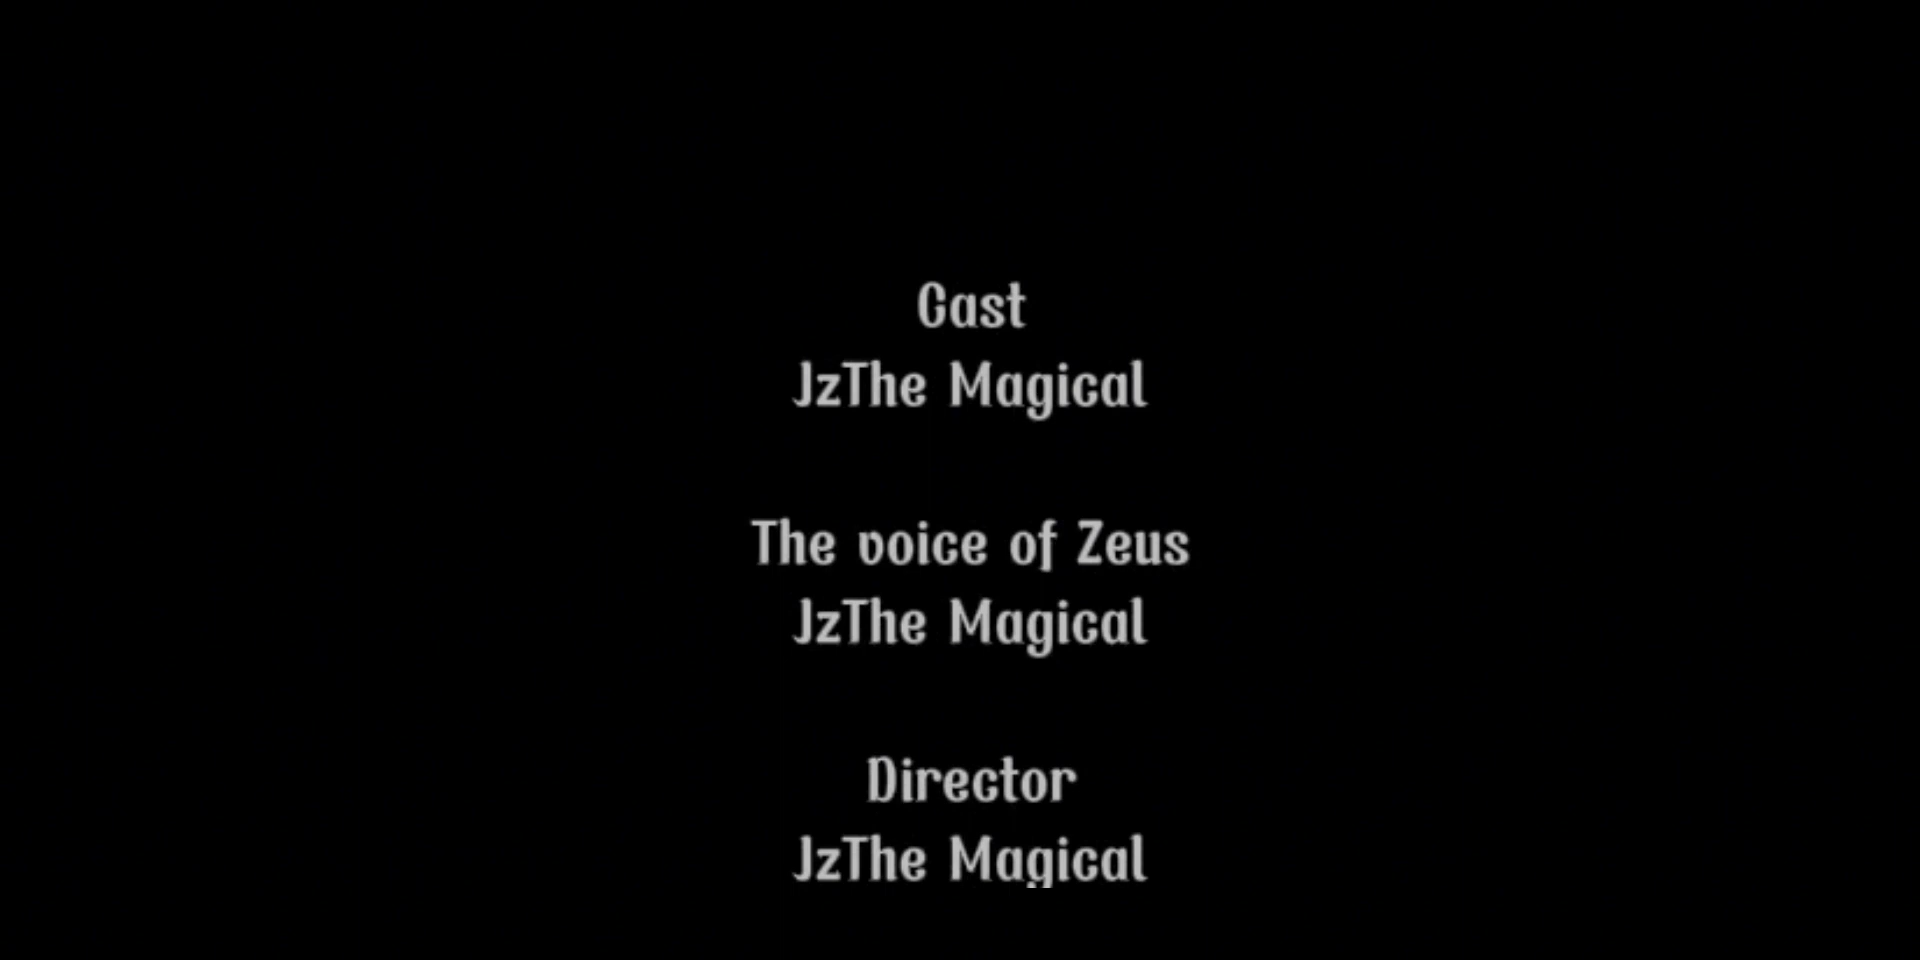 Cast
JzThe Magical
The voice of Zeus
JzThe Magical
Director
JzThe Magical